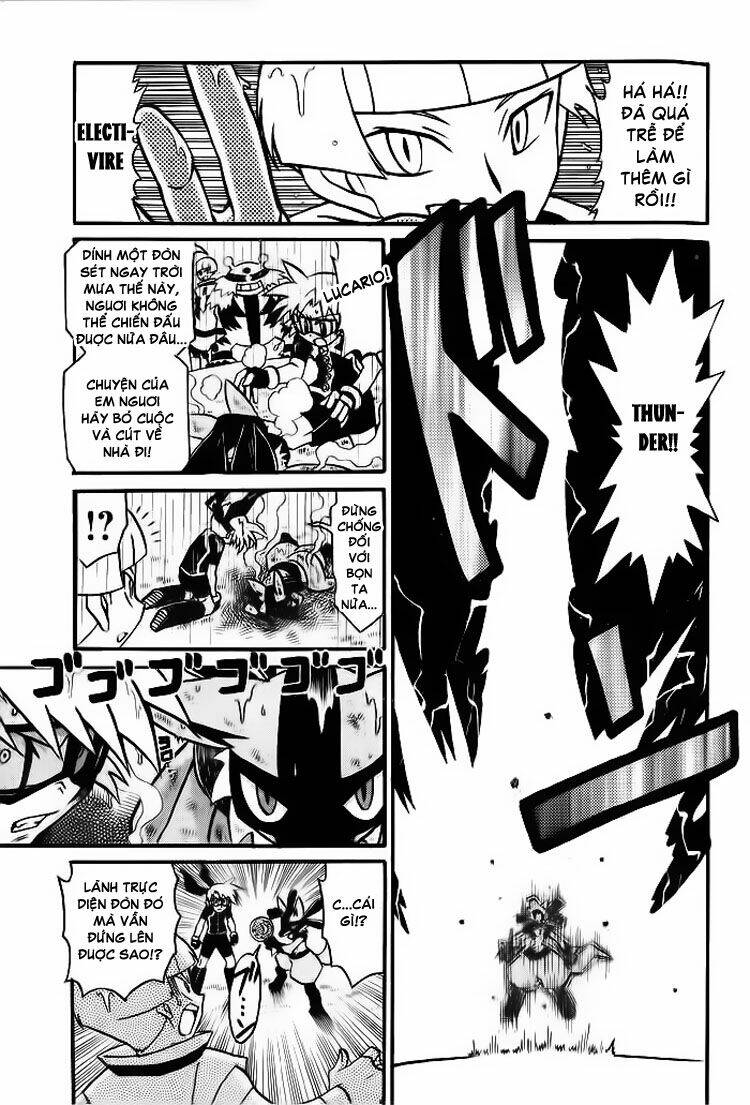 HÁ HÁ!!
ĐÃ QUÁ
TRỄ ĐỂ
LÀM
THÊM GÌ
RỒI!!
ELECTI-
VIRE
THUN-
DER!!
ド
LUCARIO!
DÍNH MỘT ĐÒN
SÉT NGAY TRỜI
MƯA THẾ NÀY,
NGƯƠI KHÔNG
THỂ CHIẾN ĐẤU
ĐƯỢC NỮA ĐÂU...
CHUYỆN CỦA
EM NGƯƠI
HÃY BỎ CUỘC
VÀ CÚT VỀ
NHÀ ĐI!
ĐỪNG
CHỐNG
ĐỐI
VỚI
BỌN
TA
NỮA...
!?
ゴゴゴゴゴゴ
C...CÁI
GÌ!?
LÃNH TRỰC
DIỆN ĐÒN ĐÓ
MÀ VẪN
ĐỨNG LÊN
ĐƯỢC SAO!?